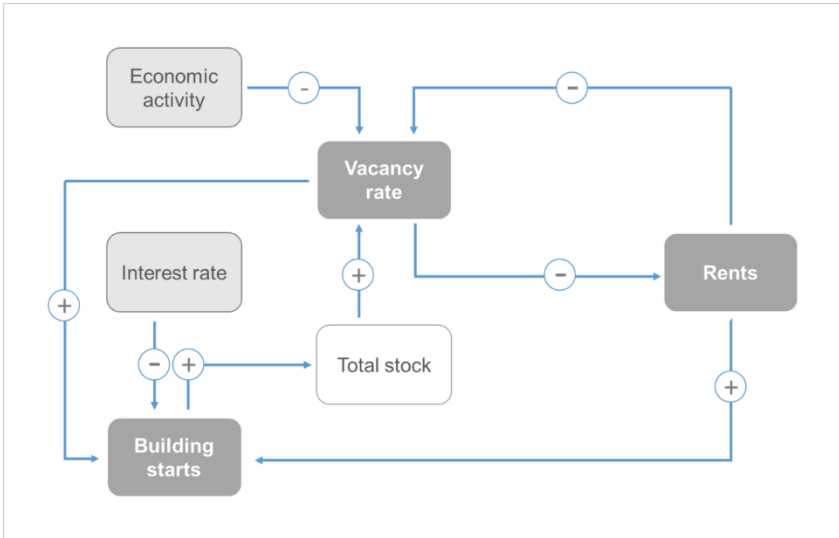 Economic
activity
-
−
Vacancy
rate
Interest rate
Rents
+
−
+
−
+
Total stock
+
Building
starts